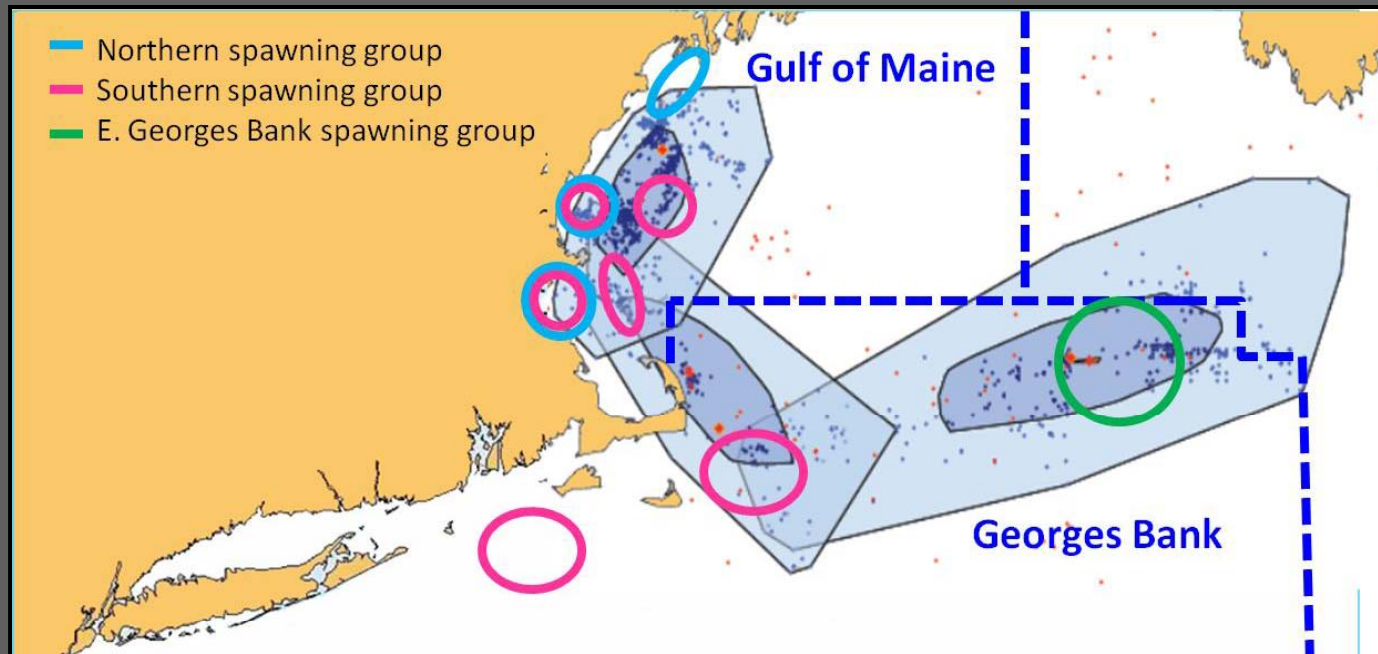 Northern spawning group
Southern spawning group
E. Georges Bank spawning group
Gulf of Maine
Georges Bank